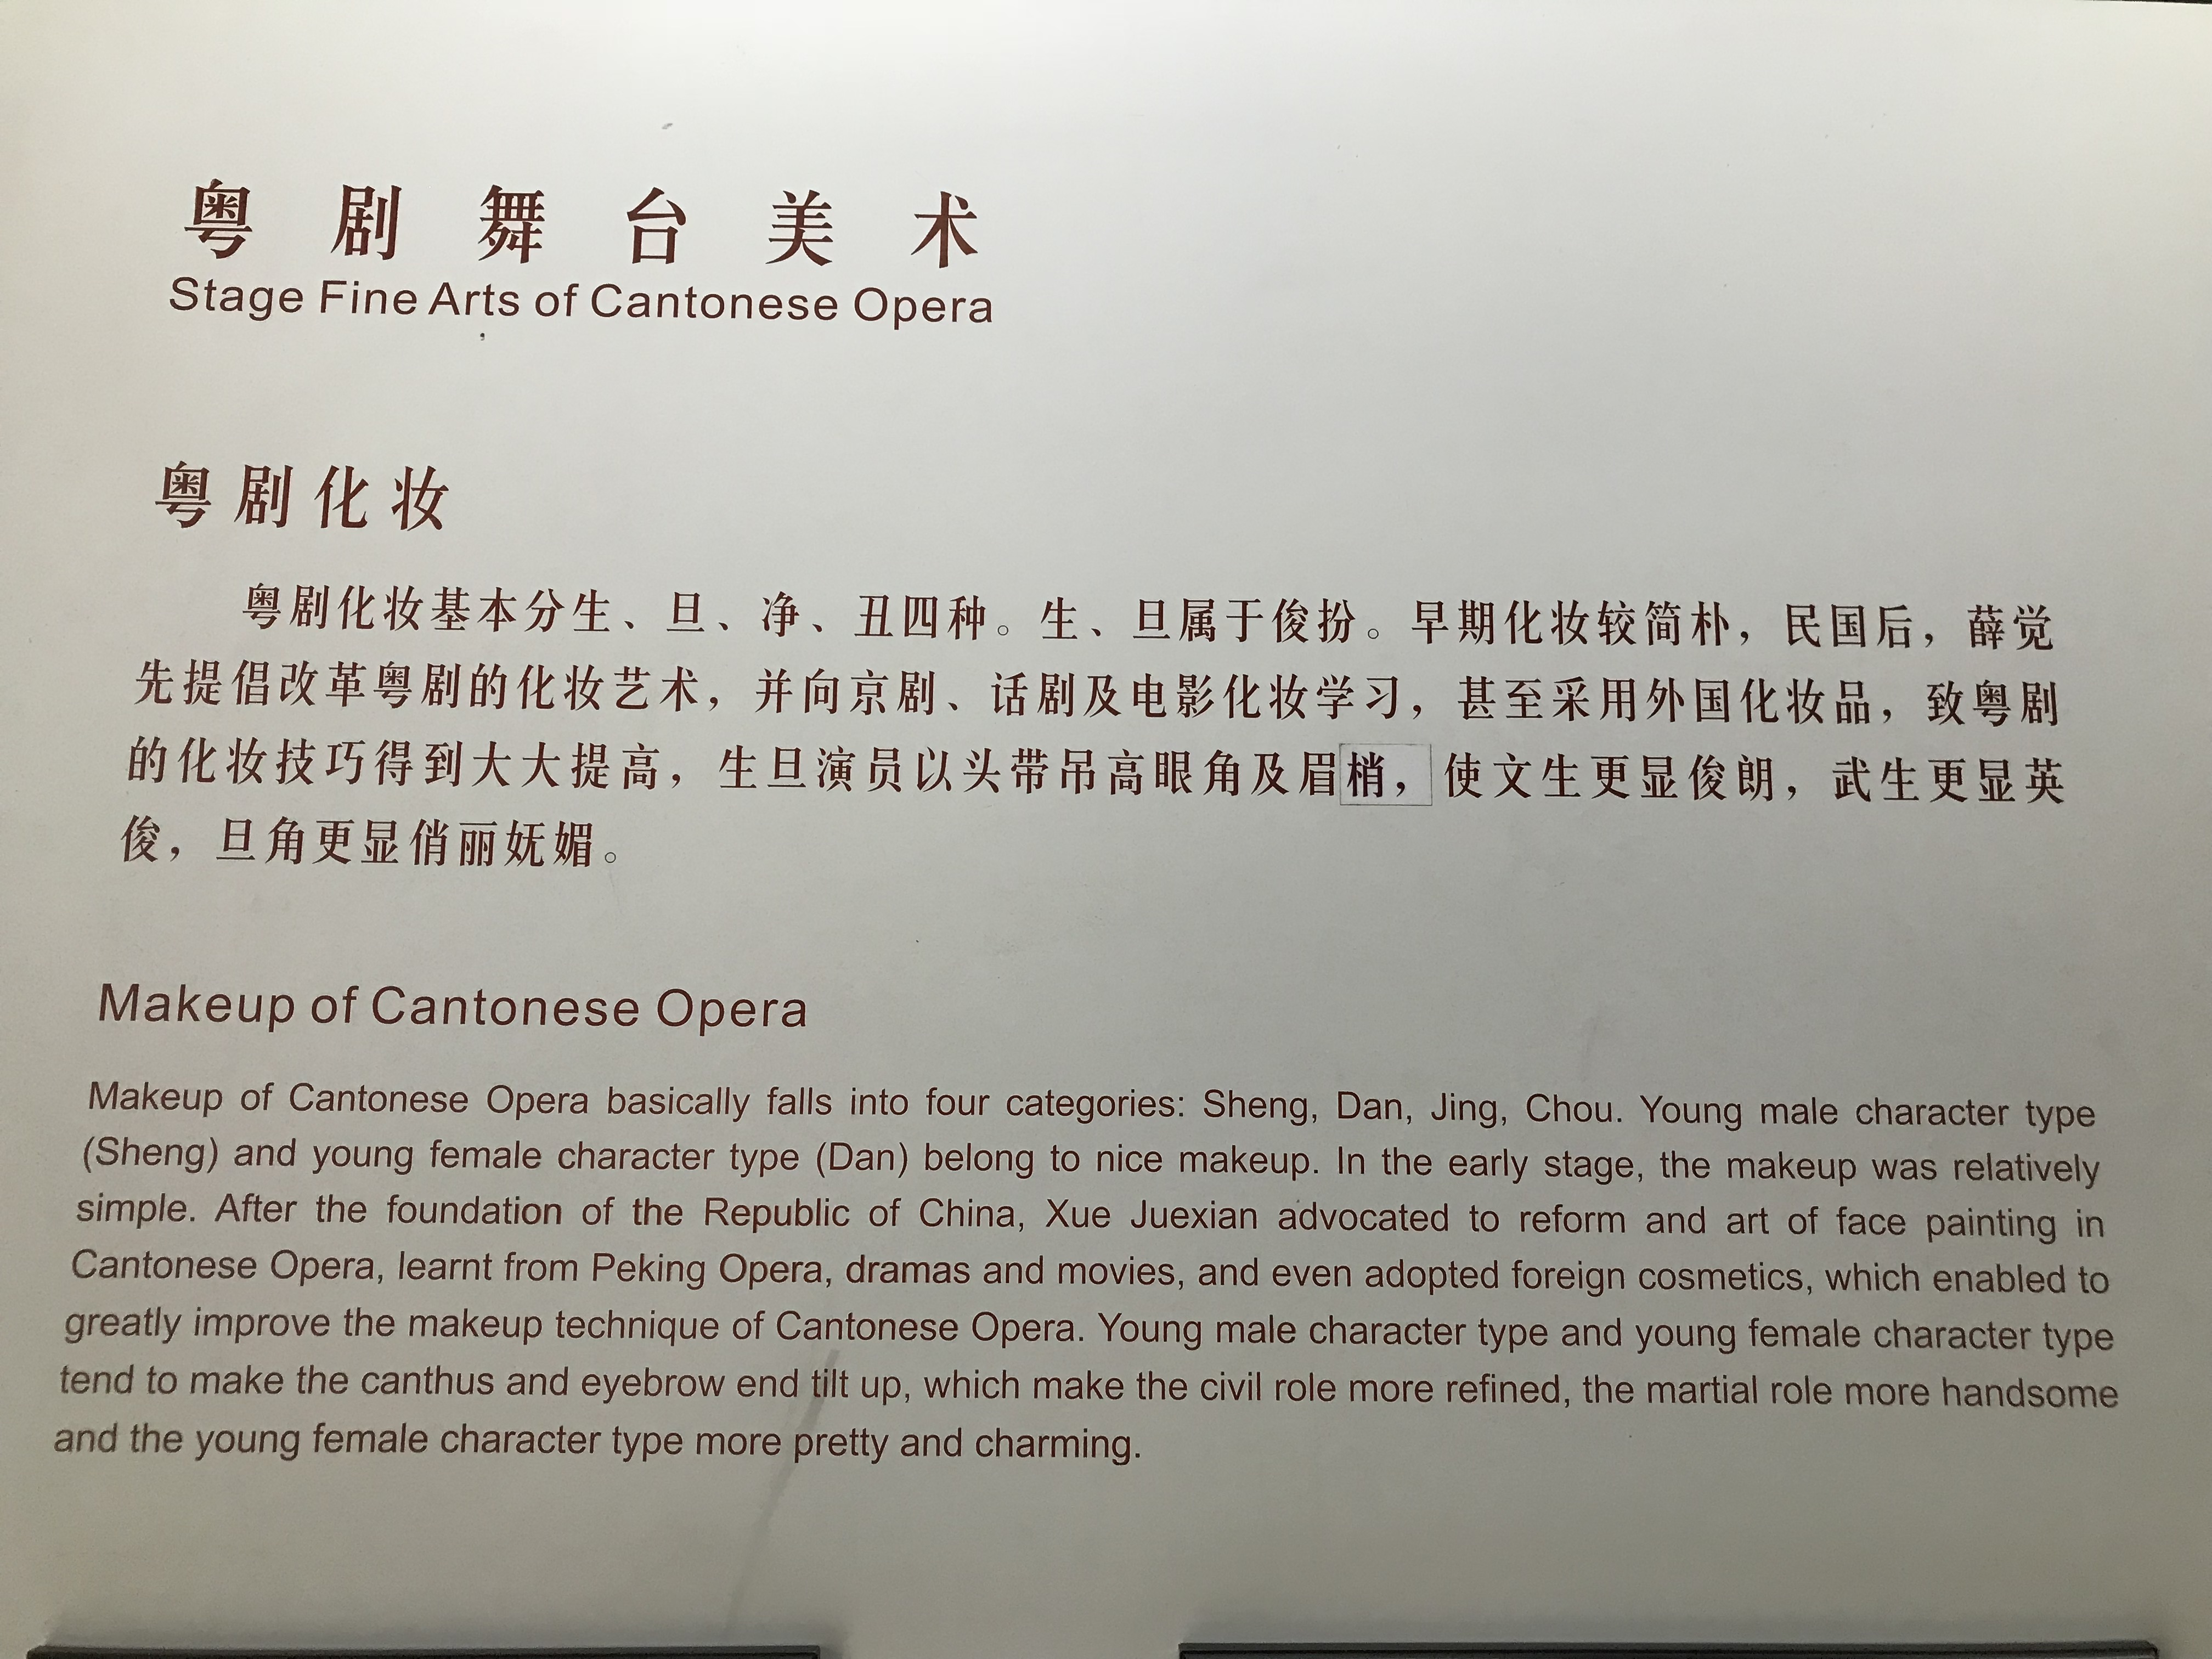 粤剧舞台美术
Stage Fine Arts of Cantonese Opera
粤剧化妆
粤剧化妆基本分生、旦、净、丑四种。生、旦属于俊扮。早期化妆较简朴，民国后，薛觉
先提倡改革粤剧的化妆艺术，并向京剧、话剧及电影化妆学习，甚至采用外国化妆品，致粤剧
的化妆技巧得到大大提高，生旦演员以头带吊高眼角及眉梢，使文生更显俊朗，武生更显英
俊，旦角更显俏丽妩媚。
Makeup of Cantonese Opera
Makeup of Cantonese Opera basically falls into four categories: Sheng, Dan, Jing, Chou. Young male character type
(Sheng) and young female character type (Dan) belong to nice makeup. In the early stage, the makeup was relatively
simple. After the foundation of the Republic of China, Xue Juexian advocated to reform and art of face painting in
Cantonese Opera, learnt from Peking Opera, dramas and movies, and even adopted foreign cosmetics, which enabled to
greatly improve the makeup technique of Cantonese Opera. Young male character type and young female character type
tend to make the canthus and eyebrow end tilt up, which make the civil role more refined, the martial role more handsome
and the young female character type more pretty and charming.